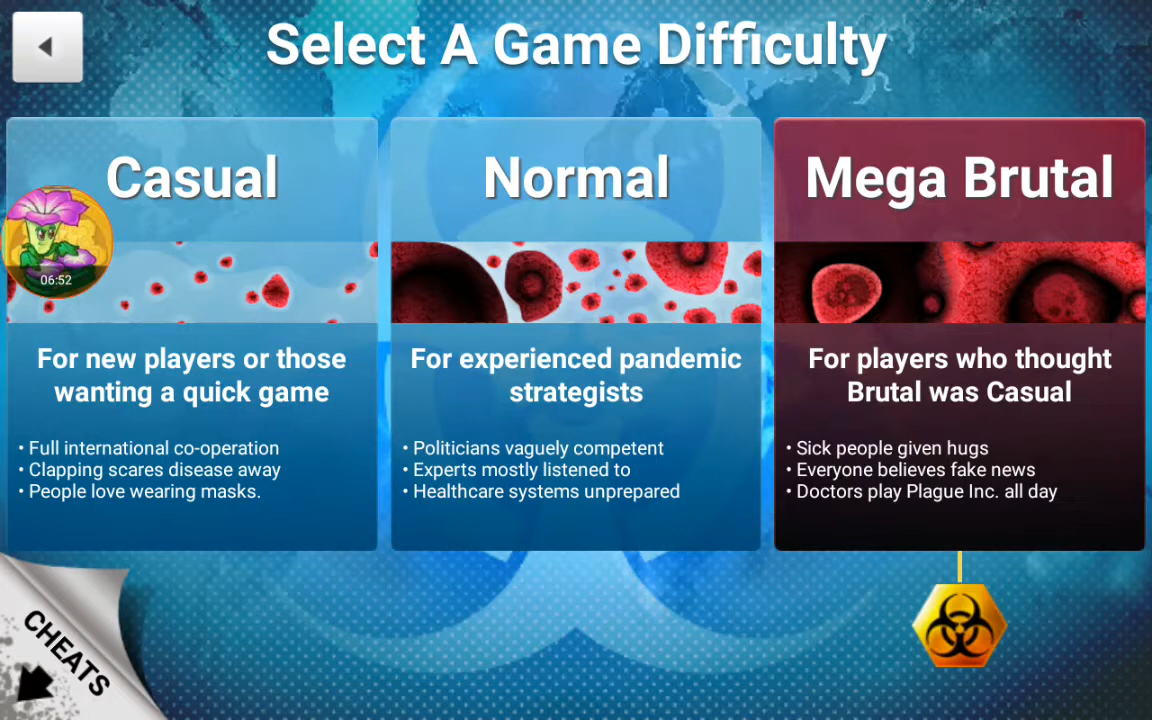 Select A Game Difficulty
Casual
06:52
For new players or those
wanting a quick game
• Full international co-operation
• Clapping scares disease away
• People love wearing masks.
Normal
For experienced pandemic
strategists
• Politicians vaguely competent
• Experts mostly listened to
• Healthcare systems unprepared
Mega Brutal
For players who thought
Brutal was Casual
• Sick people given hugs
• Everyone believes fake news
• Doctors play Plague Inc. all day
CHEATS